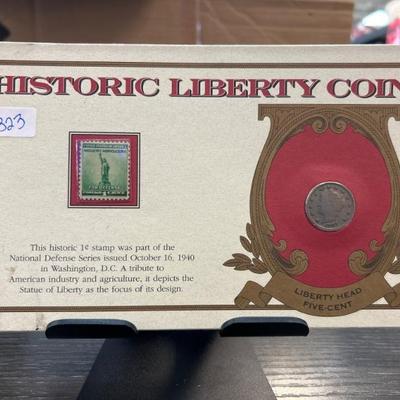 HISTORIC LIBERTY COIN
323
FOR DEFENSE
This historic 1¢ stamp was part of the
National Defense Series issued October 16, 1940
in Washington, D.C. A tribute to
American industry and agriculture, it depicts the
Statue of Liberty as the focus of its design.
LIBERTY HEAD
FIVE-CENT